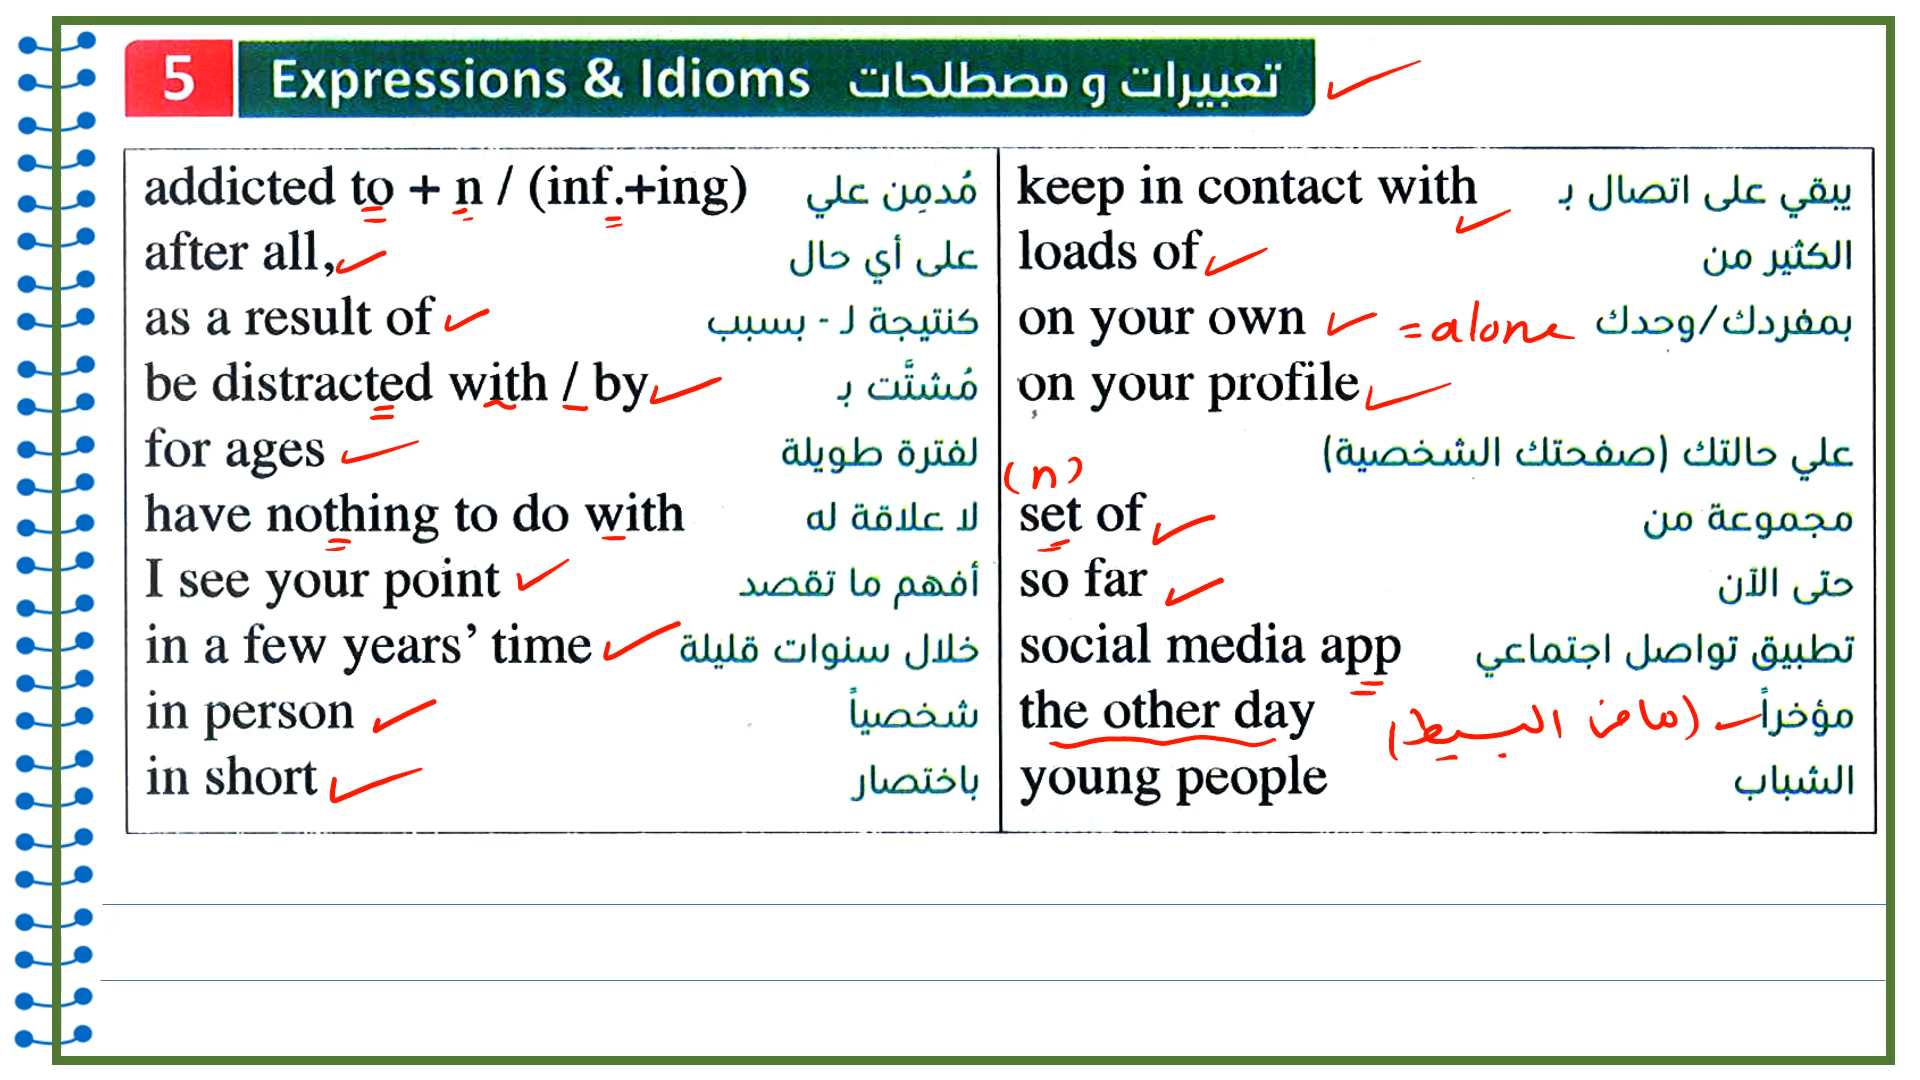 5 Expressions & Idioms تعبيرات و مصطلحات
addicted to + n / (inf.+ing) مُدمِن علي
after all, على أي حال
as a result of كنتيجة لـ - بسبب
be distracted with / by مُشتَّت بـ
for ages لفترة طويلة
have nothing to do with لا علاقة له
I see your point أفهم ما تقصد
in a few years’ time خلال سنوات قليلة
in person شخصياً
in short باختصار
keep in contact with يبقي على اتصال بـ
loads of الكثير من
on your own = alone بمفردك/وحدك
on your profile
علي حالتك (صفحتك الشخصية)
(n)
set of مجموعة من
so far حتى الآن
social media app تطبيق تواصل اجتماعي
the other day مؤخراً (ماض البسيط)
young people الشباب